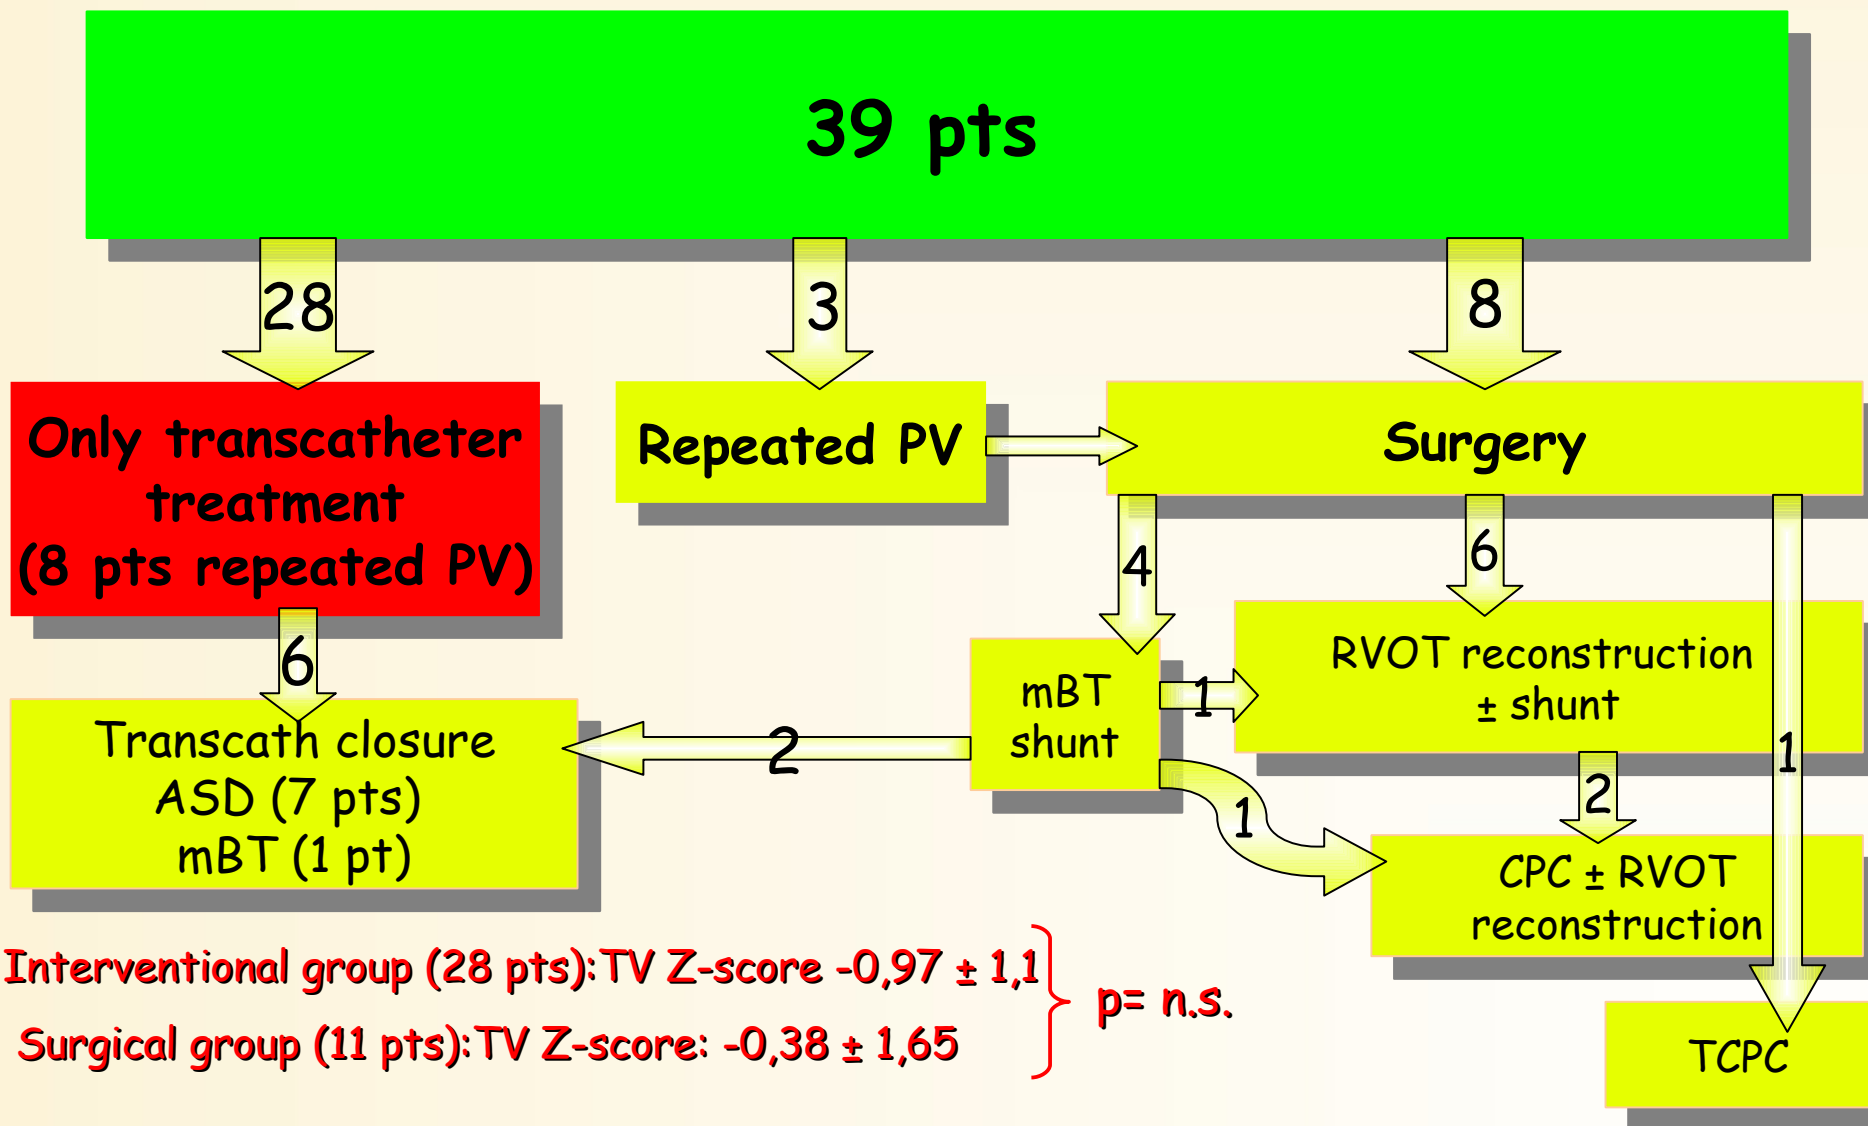 39 pts
28
3
8
Only transcatheter
treatment
(8 pts repeated PV)
Repeated PV
Surgery
4
6
1
6
Transcath closure
ASD (7 pts)
mBT (1 pt)
2
mBT
shunt
1
1
RVOT reconstruction
± shunt
2
CPC ± RVOT
reconstruction
TCPC
Interventional group (28 pts):TV Z-score -0,97 ± 1,1
Surgical group (11 pts):TV Z-score: -0,38 ± 1,65
p= n.s.